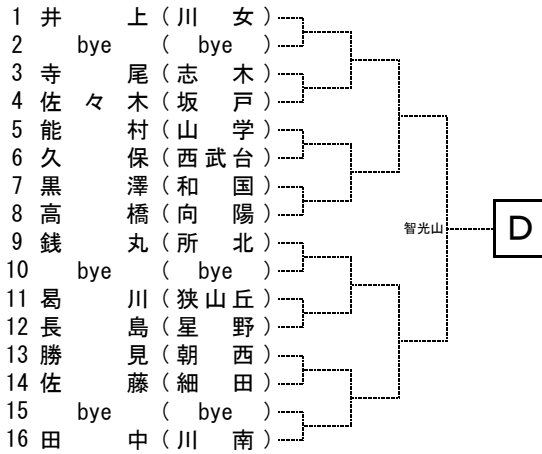 1 井上（川女）
2 bye（bye）
3 寺尾（志木）
4 佐々木（坂戸）
5 能村（山学）
6 久保（西武台）
7 黒澤（和国）
8 高橋（向陽）
智光山 D
9 銭丸（所北）
10 bye（bye）
11 曷川（狭山丘）
12 長島（星野）
13 勝見（朝西）
14 佐藤（細田）
15 bye（bye）
16 田中（川南）